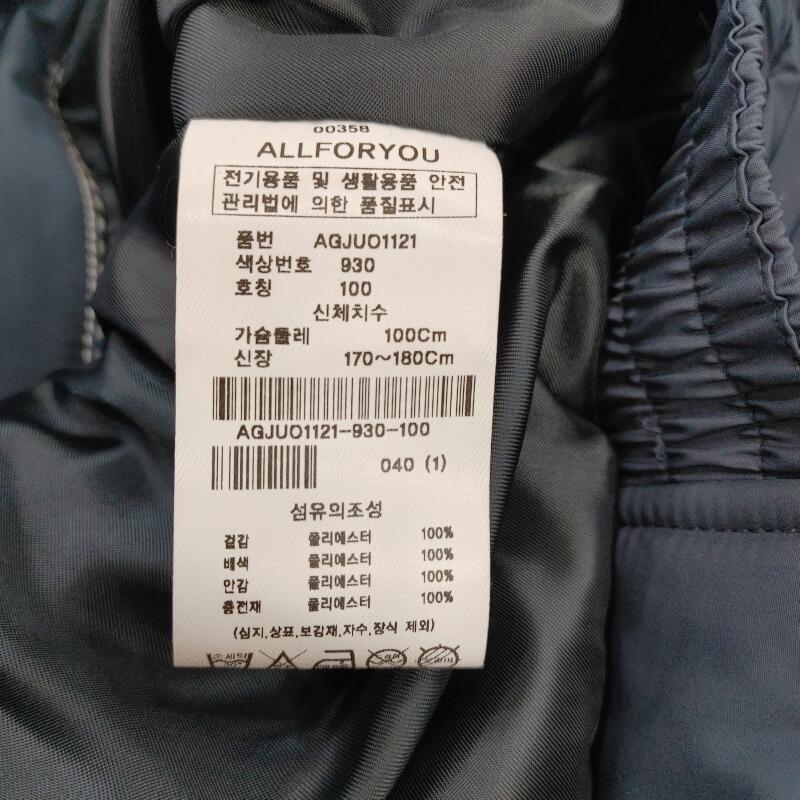 00358
ALLFORYOU
전기용품 및 생활용품 안전
관리법에 의한 품질표시
품번 AGJUO1121
색상번호 930
호칭 100
신체치수
가슴둘레 100Cm
신장 170~180Cm
AGJUO1121-930-100
040 (1)
섬유의조성
겉감 폴리에스터 100%
배색 폴리에스터 100%
안감 폴리에스터 100%
충전재 폴리에스터 100%
(심지,상표,보강재,자수,장식 제외)